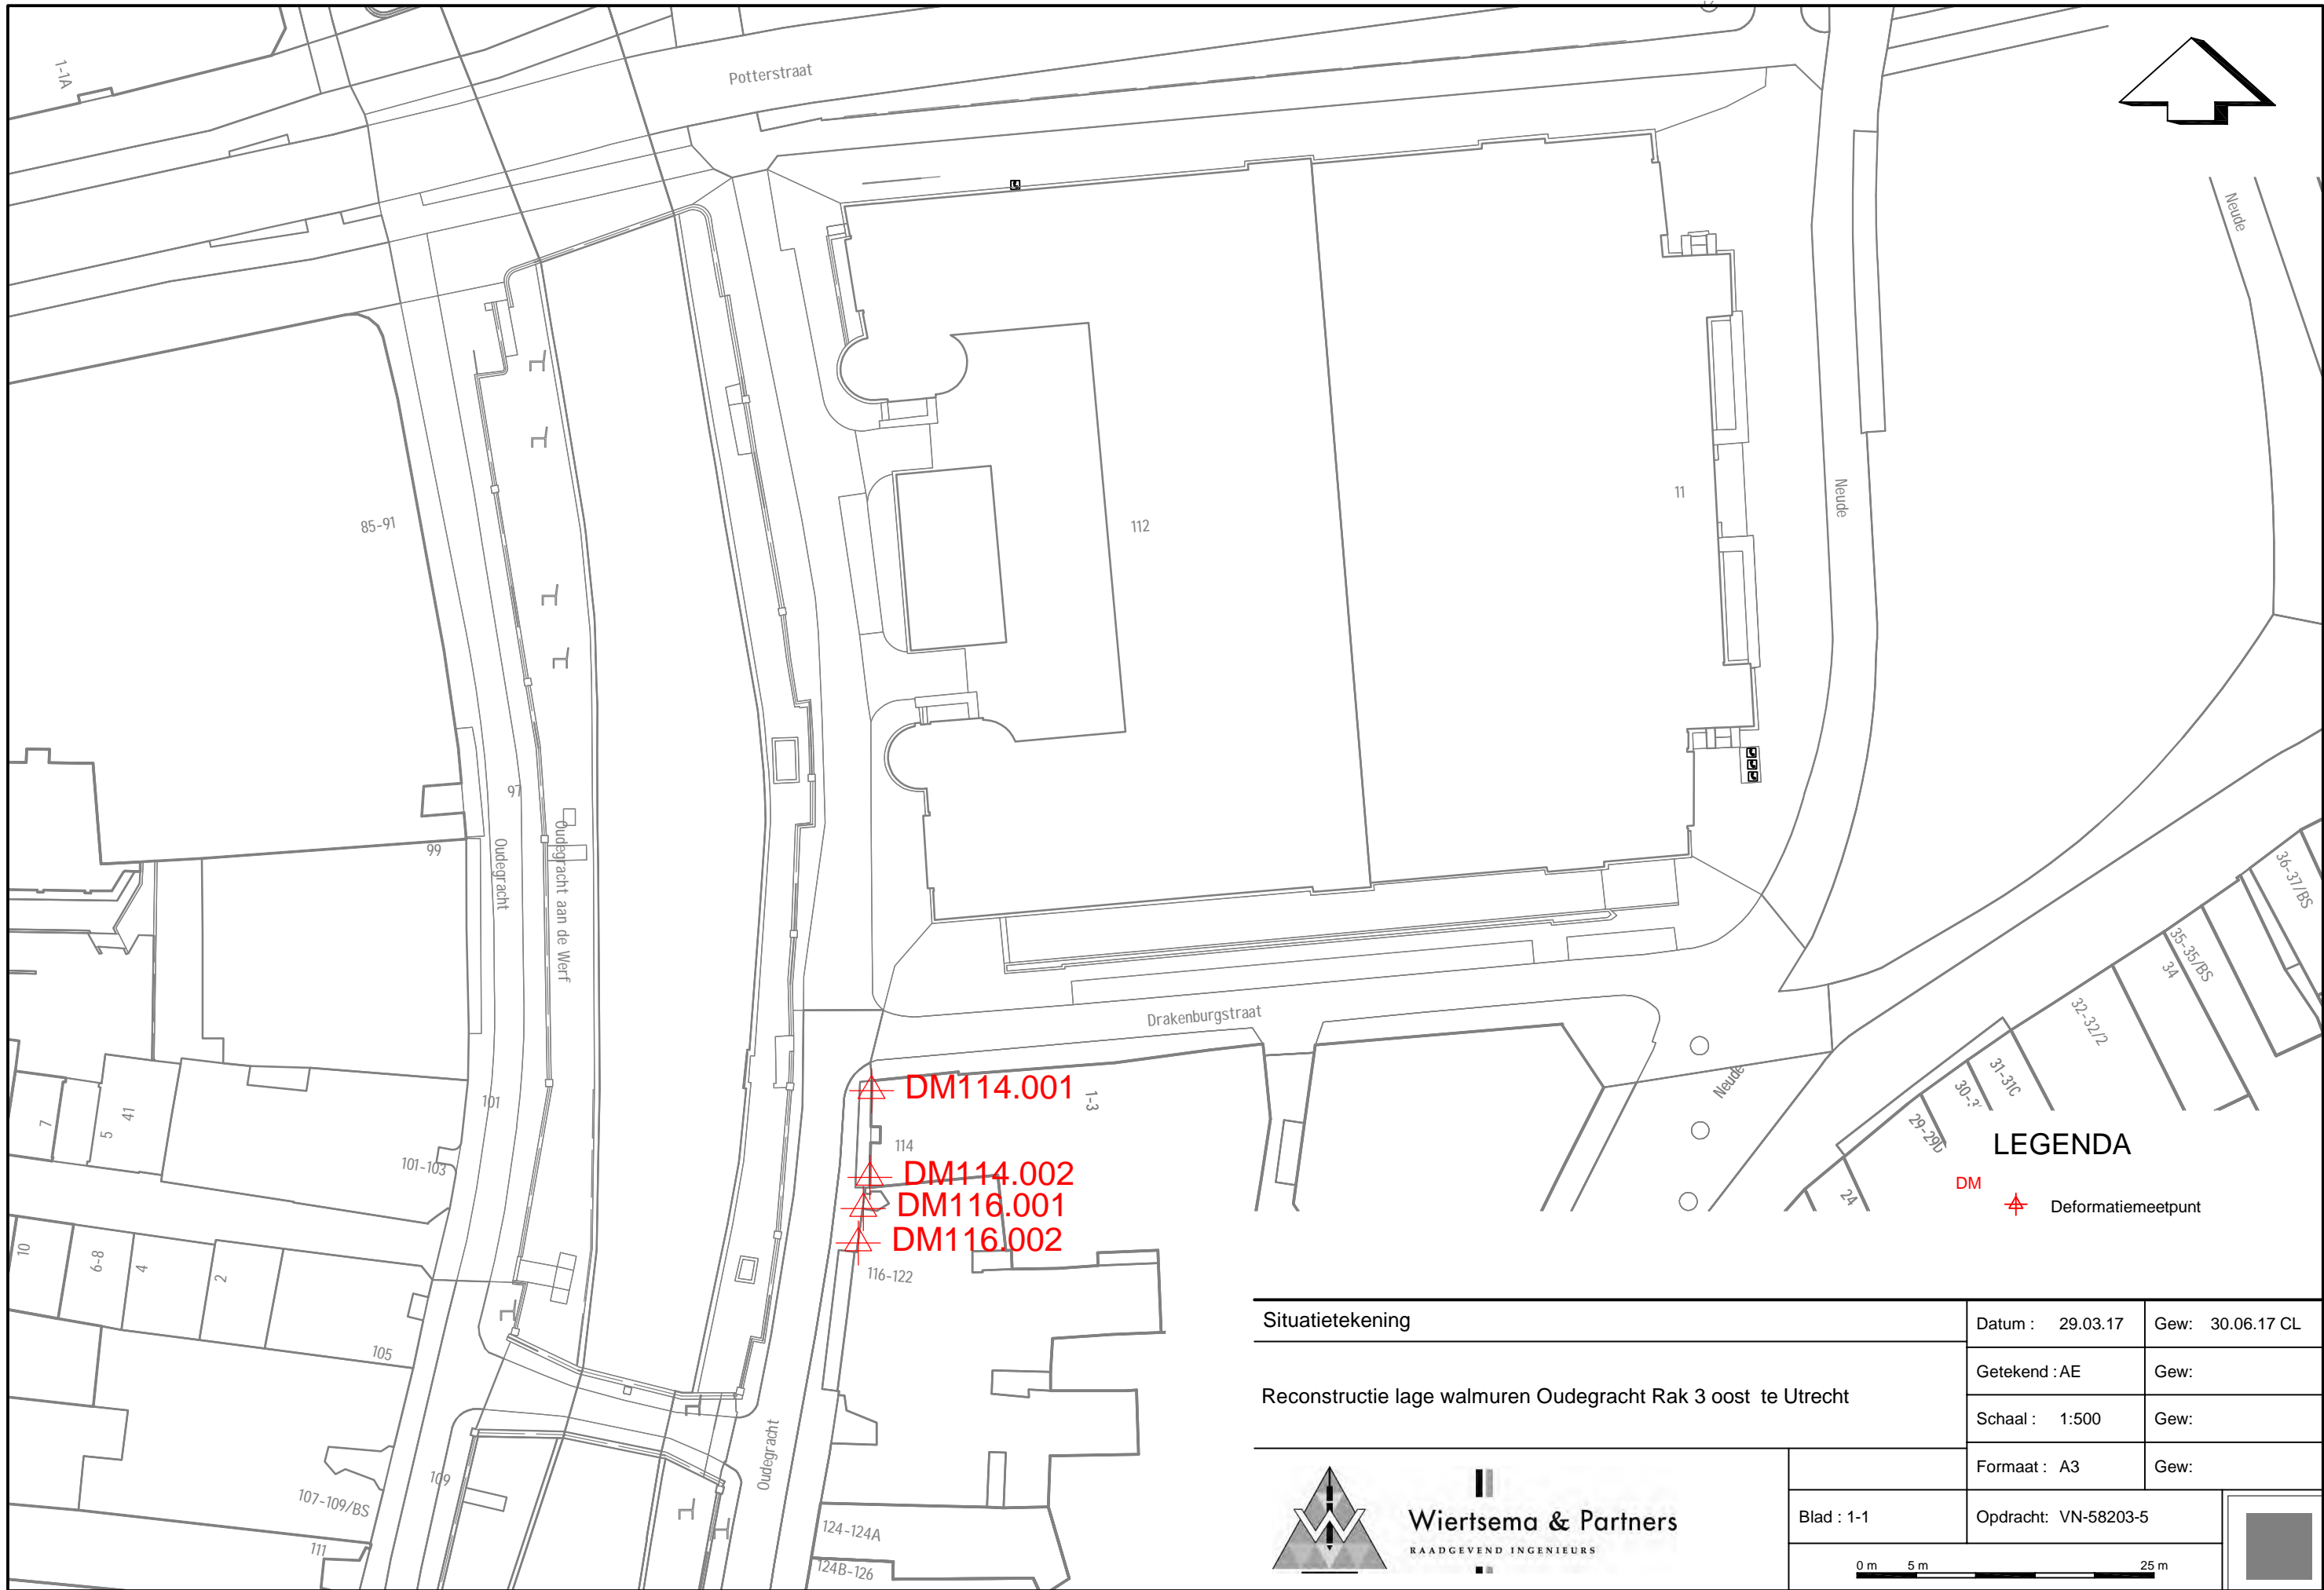 1-1A
Potterstraat
Neude
85-91
112
11
Neude
97
99
Oudegracht
Oudegracht aan de Werf
36-37/BS
35-35/BS
34
32-32/2
31-31C
29-29D
24
Drakenburgstraat
Neude
DM114.001
1-3
114
DM114.002
DM116.001
DM116.002
116-122
7
5
41
101
101-103
10
6-8
4
2
105
107-109/BS
109
111
Oudegracht
124-124A
124B-126
LEGENDA
DM
Deformatiemeetpunt
Situatietekening
Datum : 29.03.17
Gew: 30.06.17 CL
Reconstructie lage walmuren Oudegracht Rak 3 oost te Utrecht
Getekend : AE
Gew:
Schaal : 1:500
Gew:
Formaat : A3
Gew:
Wiertsema & Partners
RAADGEVEND INGENIEURS
Blad : 1-1
Opdracht: VN-58203-5
0 m 5 m 25 m